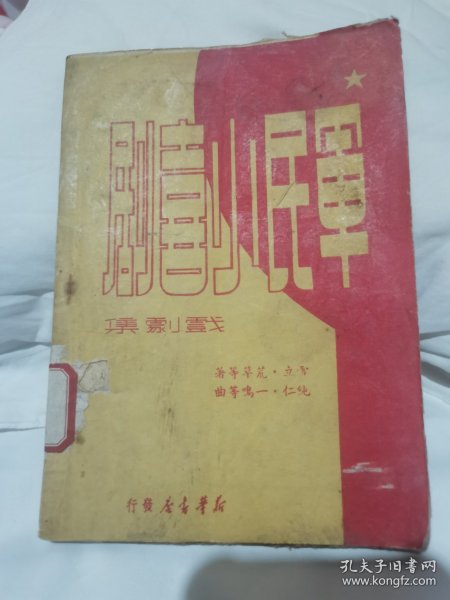 軍民小喜劇
戲劇集
雪立・荒草等著
純仁・一鳴等曲
新華書店發行
孔夫子旧书网
www.kongfz.com